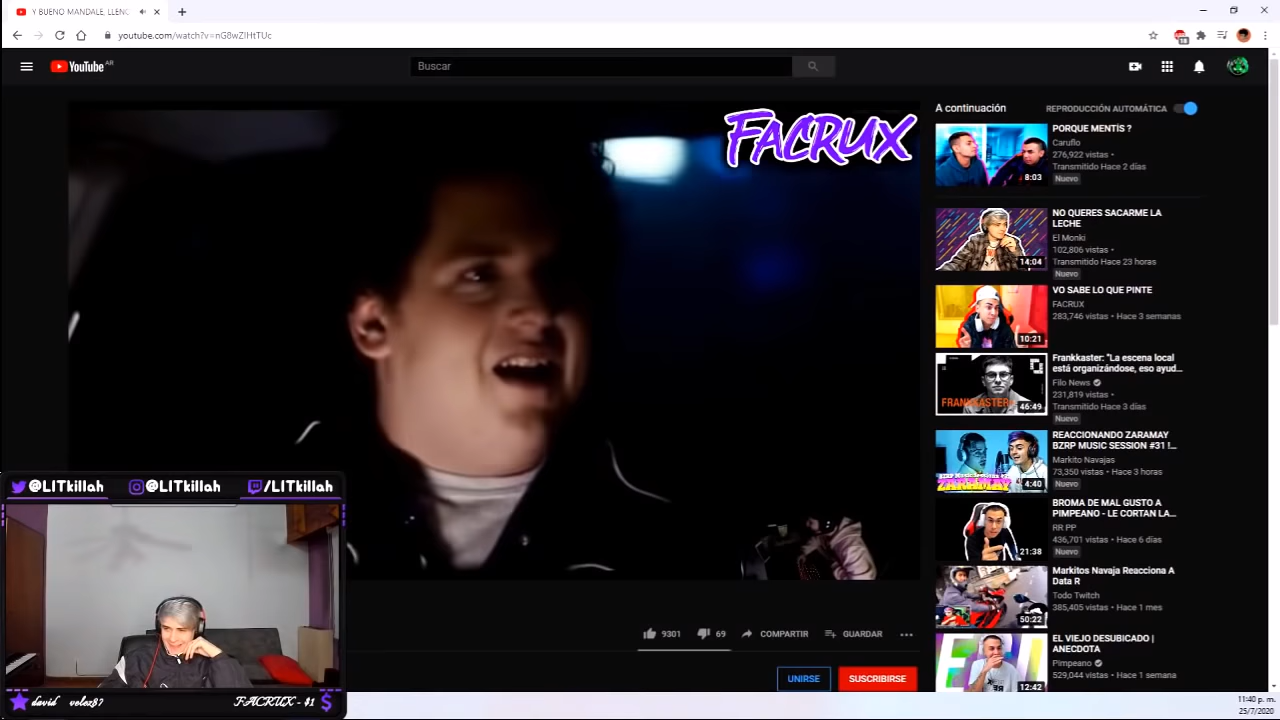 Y BUENO MANDALE, LLENC
youtube.com/watch?v=nG8wZIHtTUc
18
YouTube AR
Buscar
FACRUX
A continuación
REPRODUCCIÓN AUTOMÁTICA
PORQUE MENTÍS ?
Caruflo
276,922 vistas •
Transmitido Hace 2 días
Nuevo
8:03
NO QUERES SACARME LA
LECHE
El Monki
102,806 vistas •
Transmitido Hace 23 horas
Nuevo
14:04
VO SABE LO QUE PINTE
FACRUX
283,746 vistas • Hace 3 semanas
10:21
Frankkaster: "La escena local
está organizándose, eso ayud...
Filo News
231,819 vistas •
Transmitido Hace 3 días
Nuevo
46:49
REACCIONANDO ZARAMAY
BZRP MUSIC SESSION #31 !...
Markito Navajas
73,350 vistas • Hace 3 horas
Nuevo
ZARAMAY
4:40
BROMA DE MAL GUSTO A
PIMPEANO - LE CORTAN LA...
RR PP
436,701 vistas • Hace 6 días
Nuevo
21:38
Markitos Navaja Reacciona A
Data R
Todo Twitch
385,405 vistas • Hace 1 mes
50:22
EL VIEJO DESUBICADO |
ANECDOTA
Pimpeano
529,044 vistas • Hace 1 semana
12:42
@LITkillah @LITkillah @LITkillah
9301 69 COMPARTIR GUARDAR
UNIRSE SUSCRIBIRSE
david velez87 FACRUX - $1
11:40 p. m.
25/7/2020